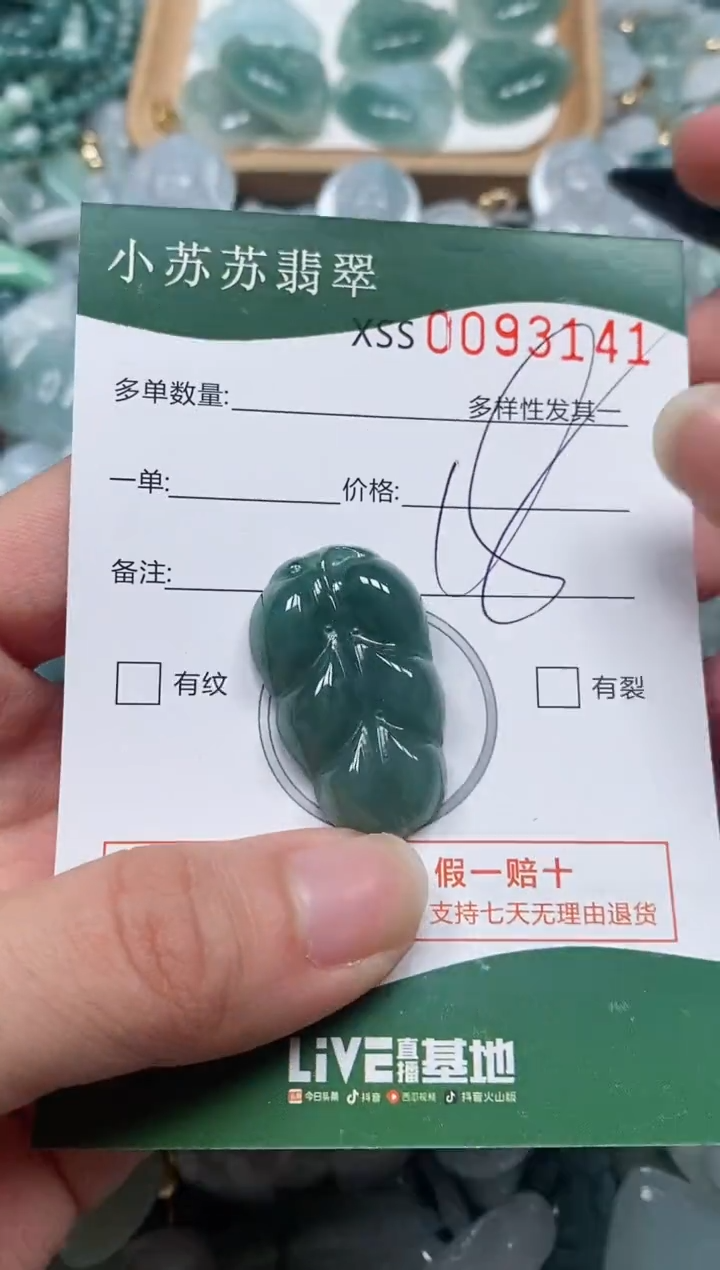 小苏苏翡翠
XSS 0093141
多单数量:
多样性发其一
一单:
价格:
备注:
有纹
有裂
假一赔十
支持七天无理由退货
LiVE直播基地
今日头条 抖音 西瓜视频 抖音火山版